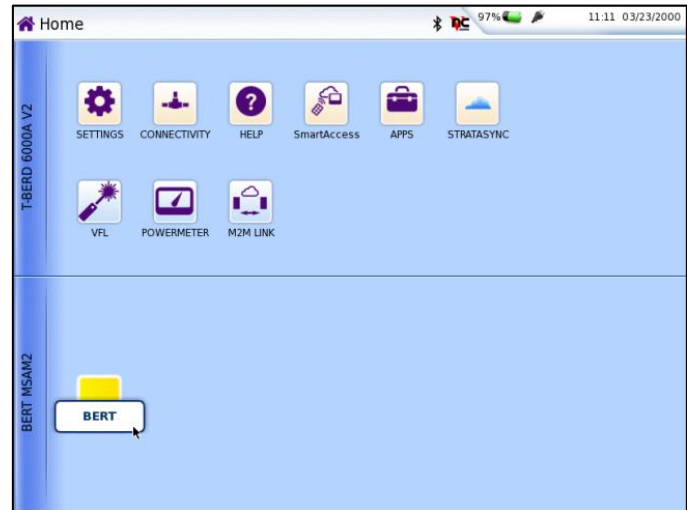 Home 97% 11:11 03/23/2000
T-BERD 6000A V2
SETTINGS CONNECTIVITY HELP SmartAccess APPS STRATASYNC
VFL POWERMETER M2M LINK
BERT MSAM2
BERT